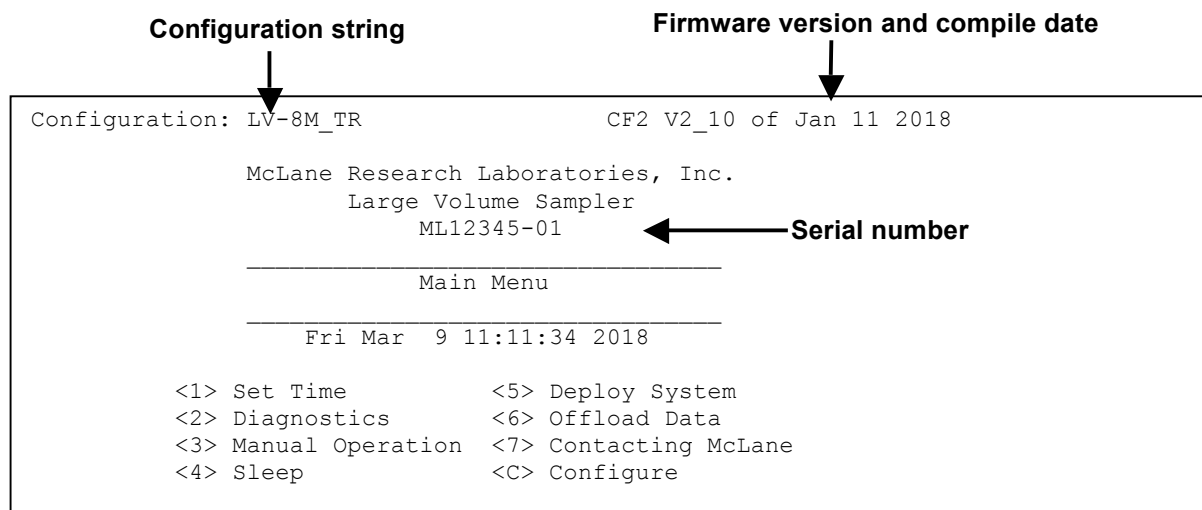 Configuration string Firmware version and compile date
Configuration: LV-8M_TR CF2 V2_10 of Jan 11 2018
McLane Research Laboratories, Inc.
Large Volume Sampler
ML12345-01 Serial number
Main Menu
Fri Mar 9 11:11:34 2018
<1> Set Time <5> Deploy System
<2> Diagnostics <6> Offload Data
<3> Manual Operation <7> Contacting McLane
<4> Sleep <C> Configure